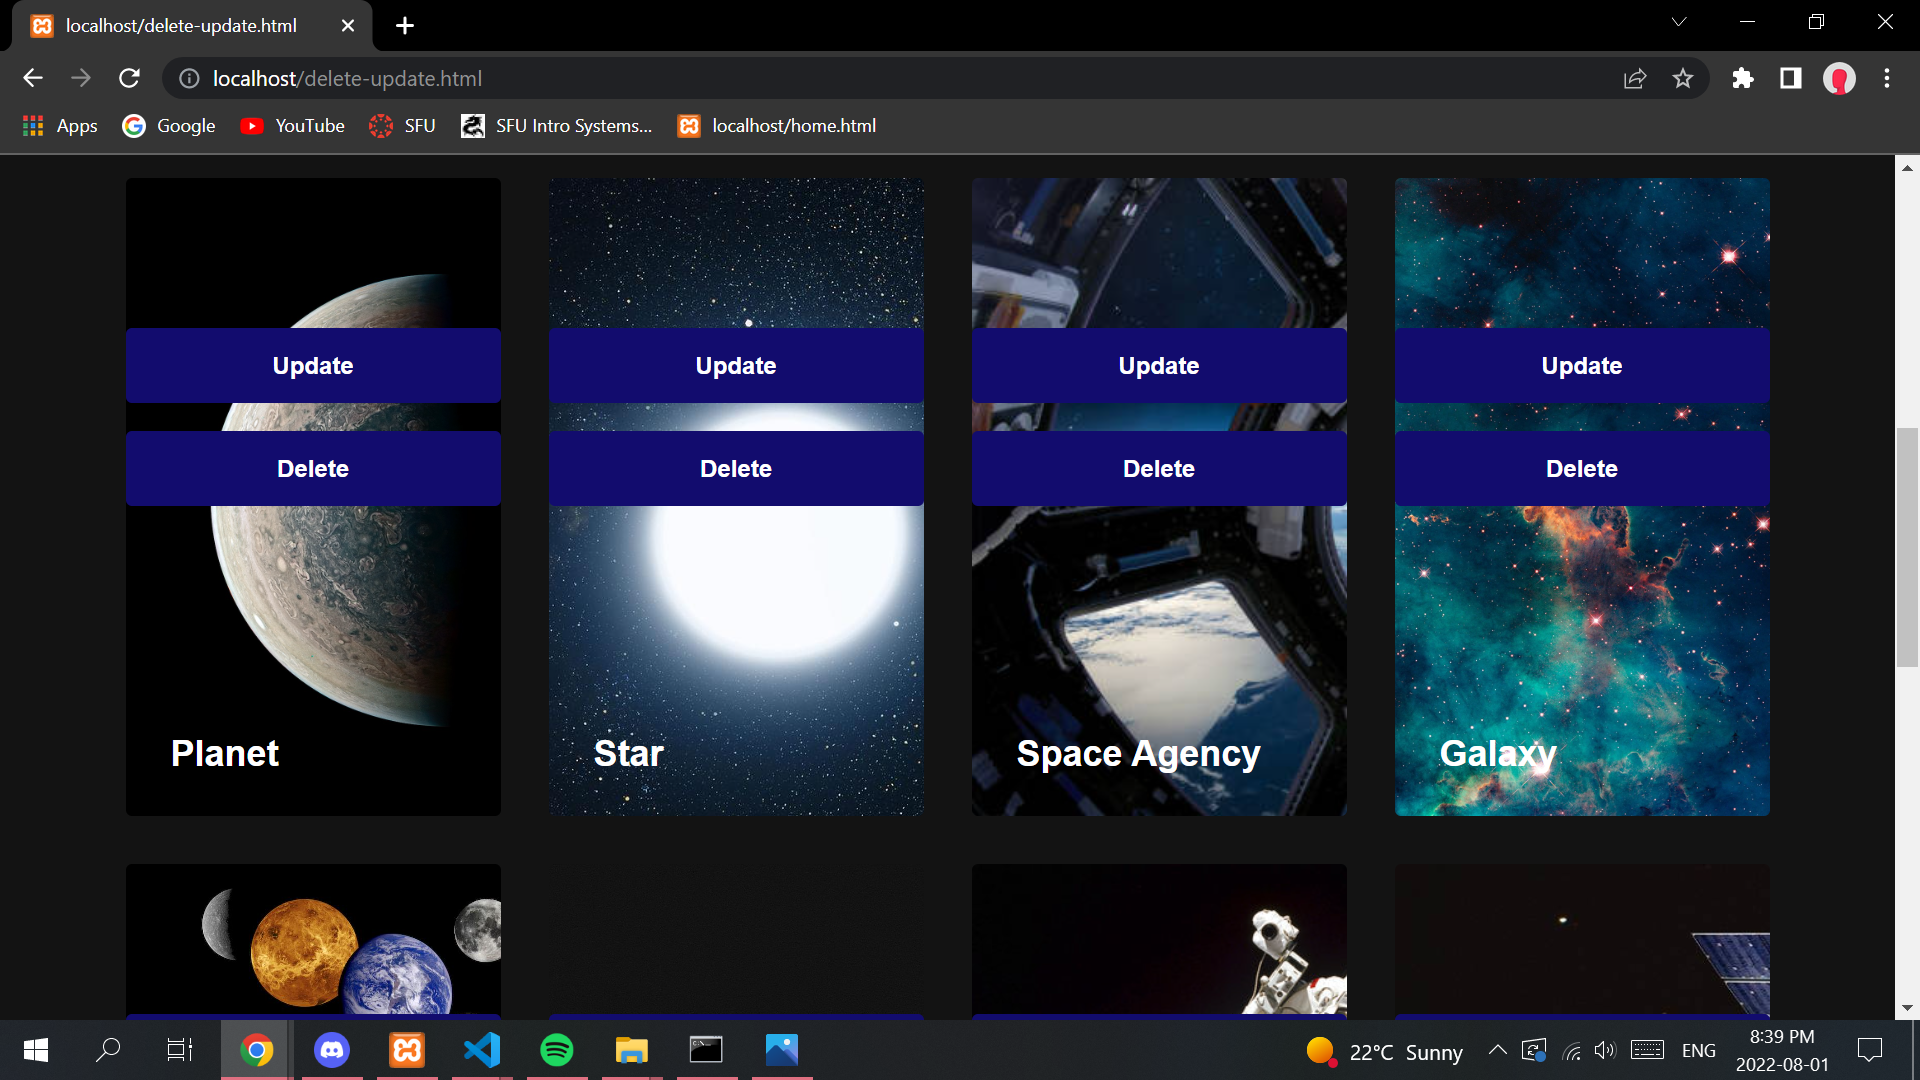 localhost/delete-update.html
localhost/delete-update.html
Apps Google YouTube SFU SFU Intro Systems... localhost/home.html
Update Update Update Update
Delete Delete Delete Delete
Planet Star Space Agency Galaxy
22°C Sunny ENG 8:39 PM
2022-08-01